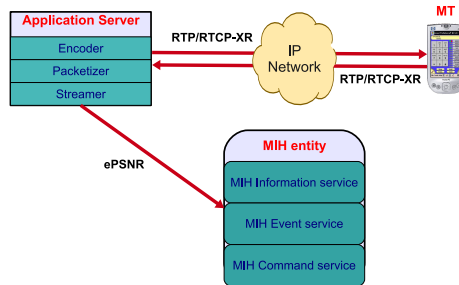 Application Server
Encoder
Packetizer
Streamer
RTP/RTCP-XR
IP
Network
RTP/RTCP-XR
MT
ePSNR
MIH entity
MIH Information service
MIH Event service
MIH Command service